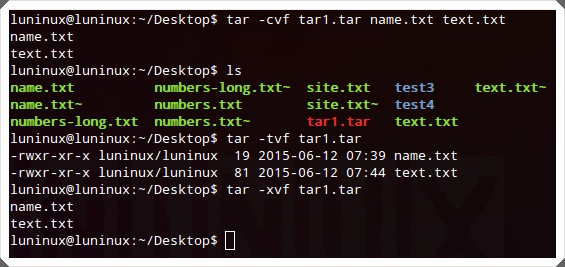 luninux@luninux:~/Desktop$ tar -cvf tar1.tar name.txt text.txt
name.txt
text.txt
luninux@luninux:~/Desktop$ ls
name.txt numbers-long.txt~ site.txt test3 text.txt~
name.txt~ numbers.txt site.txt~ test4
numbers-long.txt numbers.txt~ tar1.tar text.txt
luninux@luninux:~/Desktop$ tar -tvf tar1.tar
-rwxr-xr-x luninux/luninux 19 2015-06-12 07:39 name.txt
-rwxr-xr-x luninux/luninux 81 2015-06-12 07:44 text.txt
luninux@luninux:~/Desktop$ tar -xvf tar1.tar
name.txt
text.txt
luninux@luninux:~/Desktop$